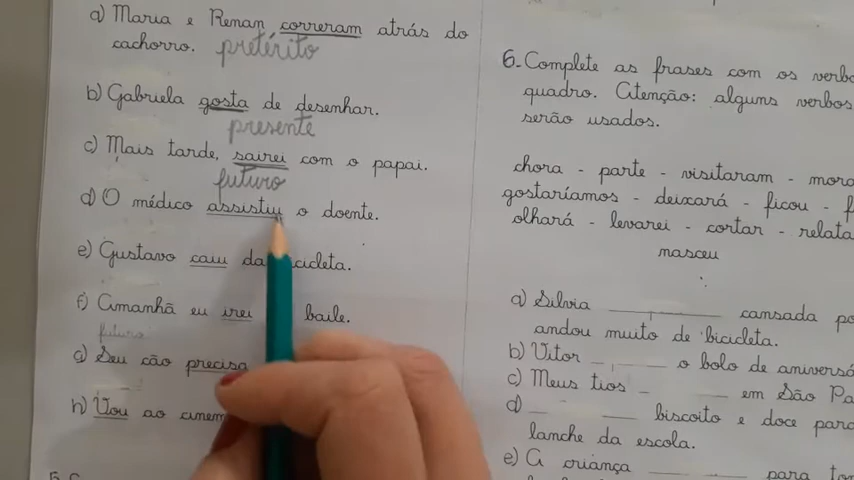 a) Maria e Renan correram atrás do
cachorro. pretérito
b) Gabriela gosta de desenhar.
presente
c) Mais tarde, sairei com o papai.
futuro
d) O médico assistiu o doente.
e) Gustavo caiu da
f) Amanhã eu irei baile.
futuro
g) Seu cão precisa
h) Vou ao
6- Complete as frases com os
quadro. Atenção: alguns verbos
serão usados.
chora - parte - visitaram -
gostaríamos - deixará - ficou -
olhará - levarei - cortar -
nasceu
a) Silvia cansada
andou muito de bicicleta.
b) Vitor o bolo de
c) Meus tios em São
d) biscoito e doce
lanche da escola.
e) A criança para